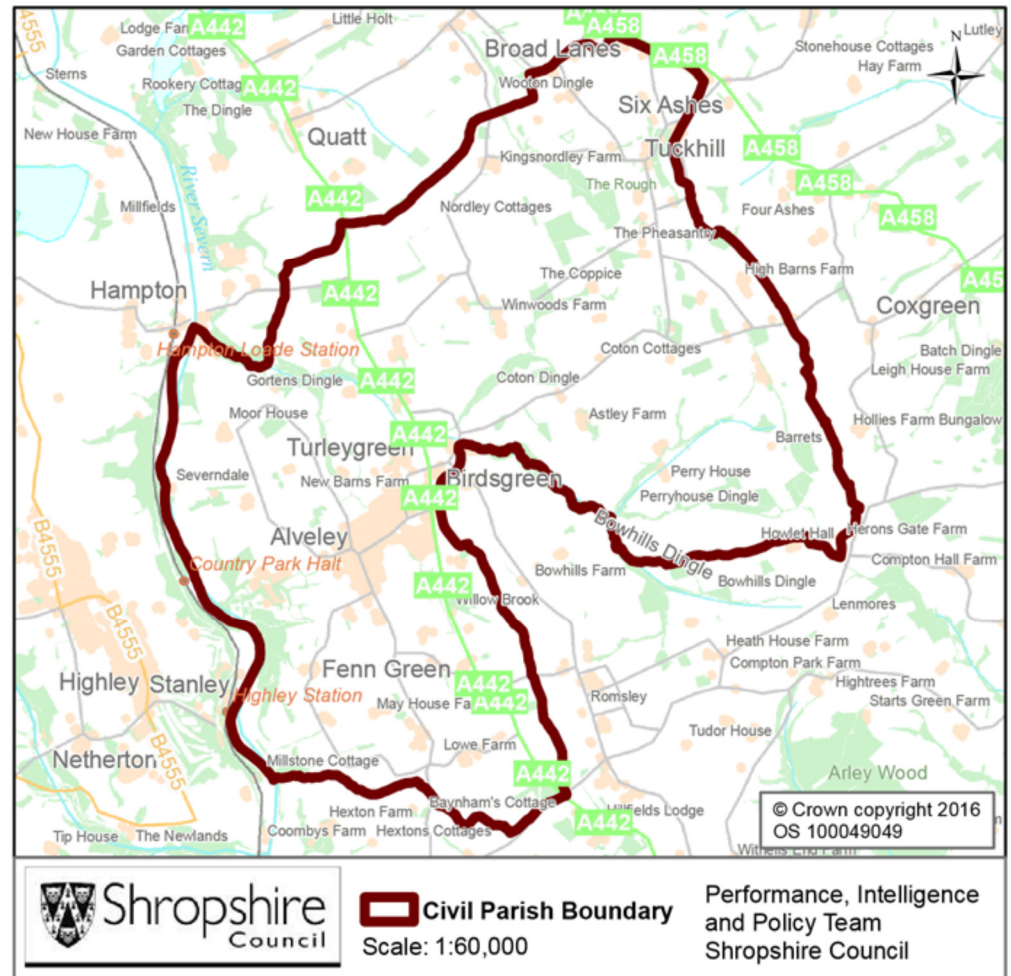 A458
Little Holt
A442
A458
Lodge Far
Lutley
N
4555
Garden Cottages
Broad Lanes
A458
Stonehouse Cottages
Hay Farm
Sterns
Rookery Cottag
A442
Wooton Dingle
The Dingle
Six Ashes
New House Farm
Quatt
Tuckhill
A458
Kingsnordley Farm
River Severn
A442
The Rough
A458
Millfields
Nordley Cottages
Four Ashes
A458
The Pheasantry
The Coppice
High Barns Farm
A45
Hampton
A442
Winwoods Farm
Coxgreen
Hampton Loade Station
Coton Cottages
Batch Dingle
Leigh House Farm
Gortens Dingle
A442
Coton Dingle
Moor House
Astley Farm
Hollies Farm Bungalow
A442
Turleygreen
Barrets
Severndale
New Barns Farm
Birdsgreen
Perry House
A442
Perryhouse Dingle
B4555
Alveley
Bowhills Dingle
Howlet Hall
Herons Gate Farm
Country Park Halt
Bowhills Farm
Compton Hall Farm
A442
Bowhills Dingle
Willow Brook
Lenmores
B4555
Heath House Farm
Fenn Green
Compton Park Farm
Highley
Stanley
A442
Hightrees Farm
Highley Station
May House Fa
A442
Romsley
Starts Green Farm
Tudor House
Netherton
Lowe Farm
B4555
Millstone Cottage
A442
Arley Wood
Baynham's Cottage
Hexton Farm
Hillfields Lodge
A442
Tip House
The Newlands
Coombys Farm
Hextons Cottages
© Crown copyright 2016
OS 100049049
Withells End Farm
Shropshire
Council
Civil Parish Boundary
Scale: 1:60,000
Performance, Intelligence
and Policy Team
Shropshire Council